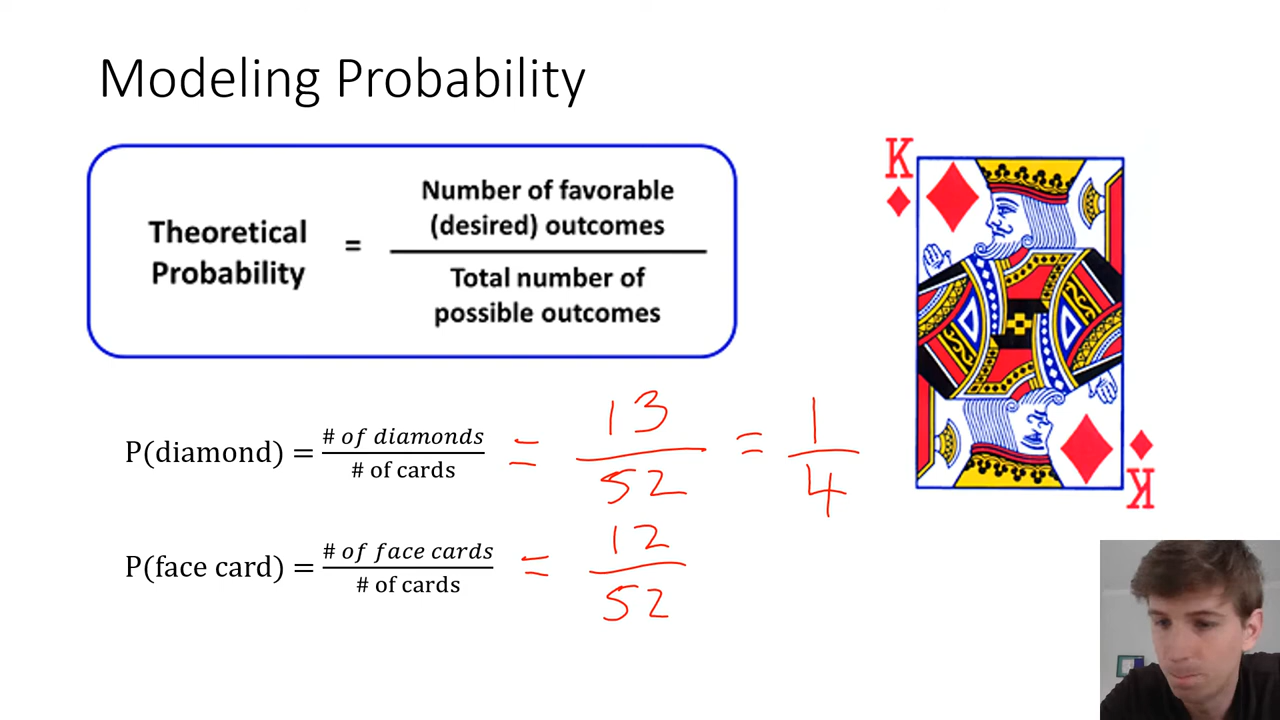 Modeling Probability
Theoretical Probability = Number of favorable (desired) outcomes / Total number of possible outcomes
K
P(diamond) = # of diamonds / # of cards = 13 / 52 = 1 / 4
K
P(face card) = # of face cards / # of cards = 12 / 52